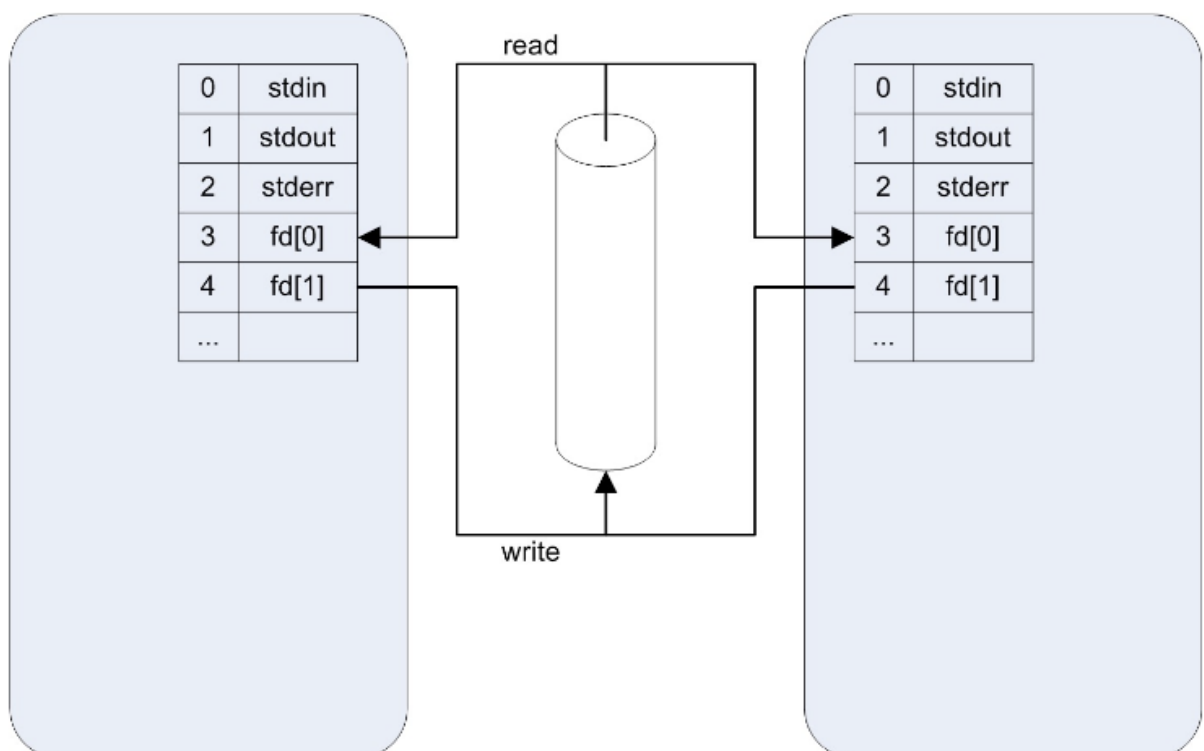 read
0 stdin
1 stdout
2 stderr
3 fd[0]
4 fd[1]
...
0 stdin
1 stdout
2 stderr
3 fd[0]
4 fd[1]
...
write